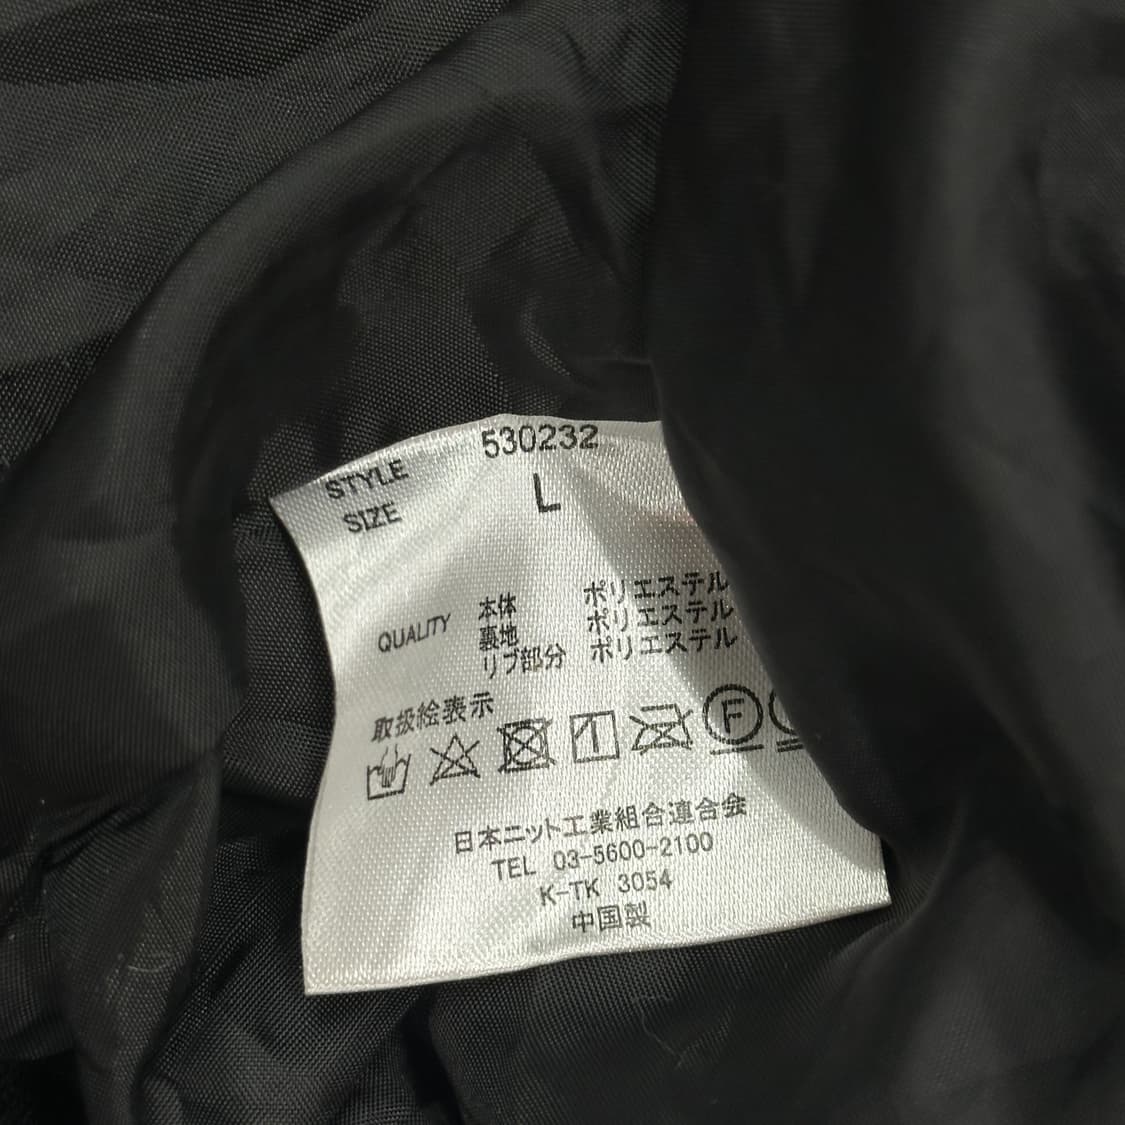 STYLE 530232
SIZE L
QUALITY 本体 ポリエステル
裏地 ポリエステル
リブ部分 ポリエステル
取扱絵表示
F
日本ニット工業組合連合会
TEL 03-5600-2100
K-TK 3054
中国製